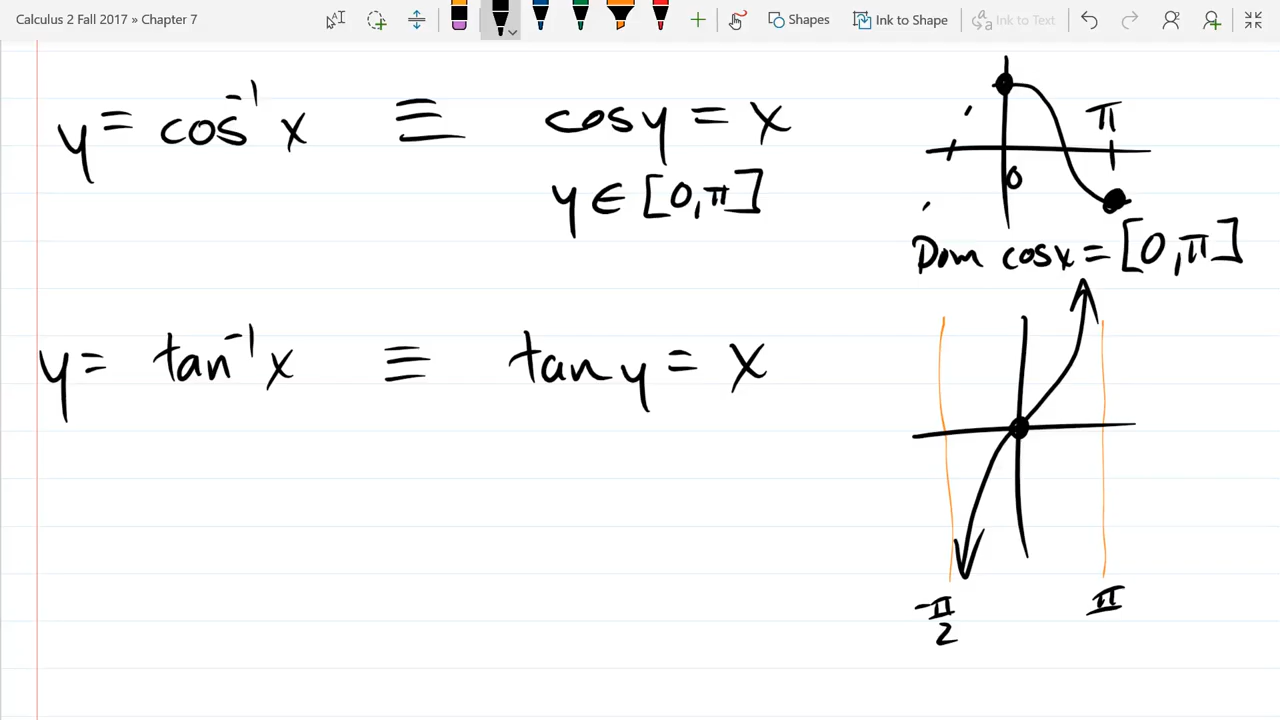 Calculus 2 Fall 2017 » Chapter 7
Shapes
Ink to Shape
Ink to Text
y = cos⁻¹ x ≡ cos y = x
y ∈ [0, π]
π
0
Dom cos x = [0, π]
y = tan⁻¹ x ≡ tan y = x
-π/2
π